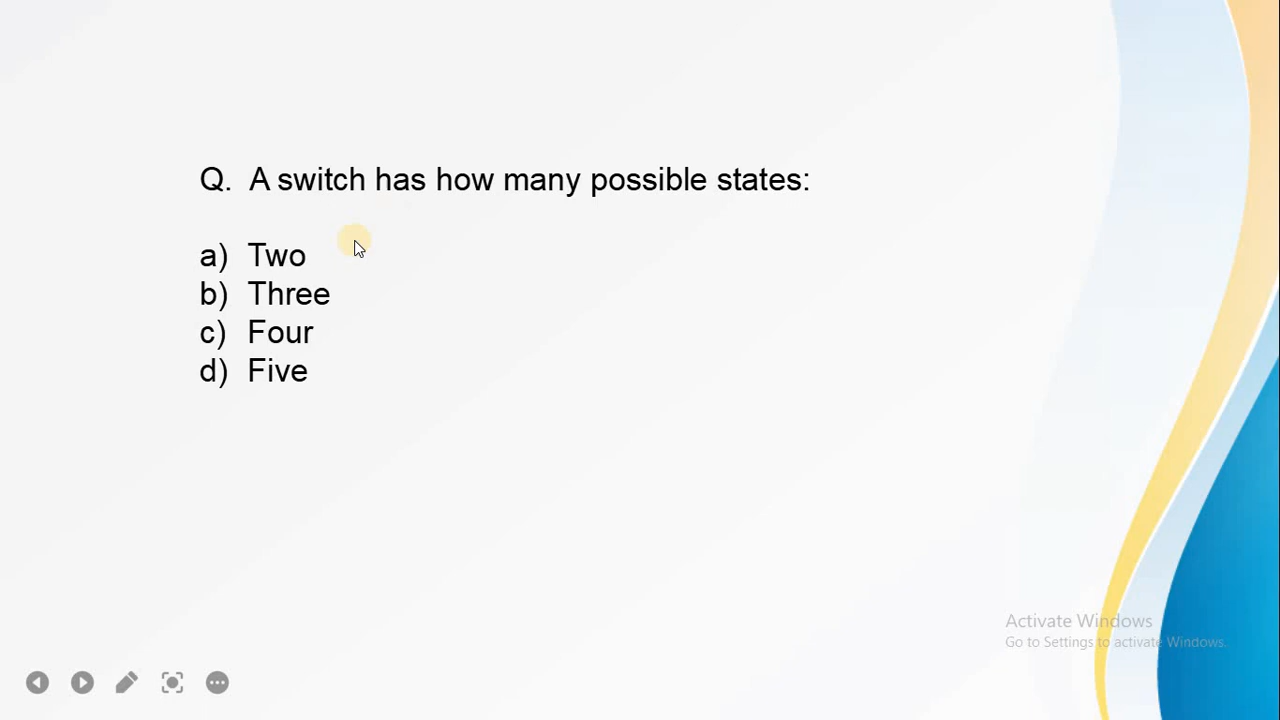 Q. A switch has how many possible states:
a) Two
b) Three
c) Four
d) Five
Activate Windows
Go to Settings to activate Windows.